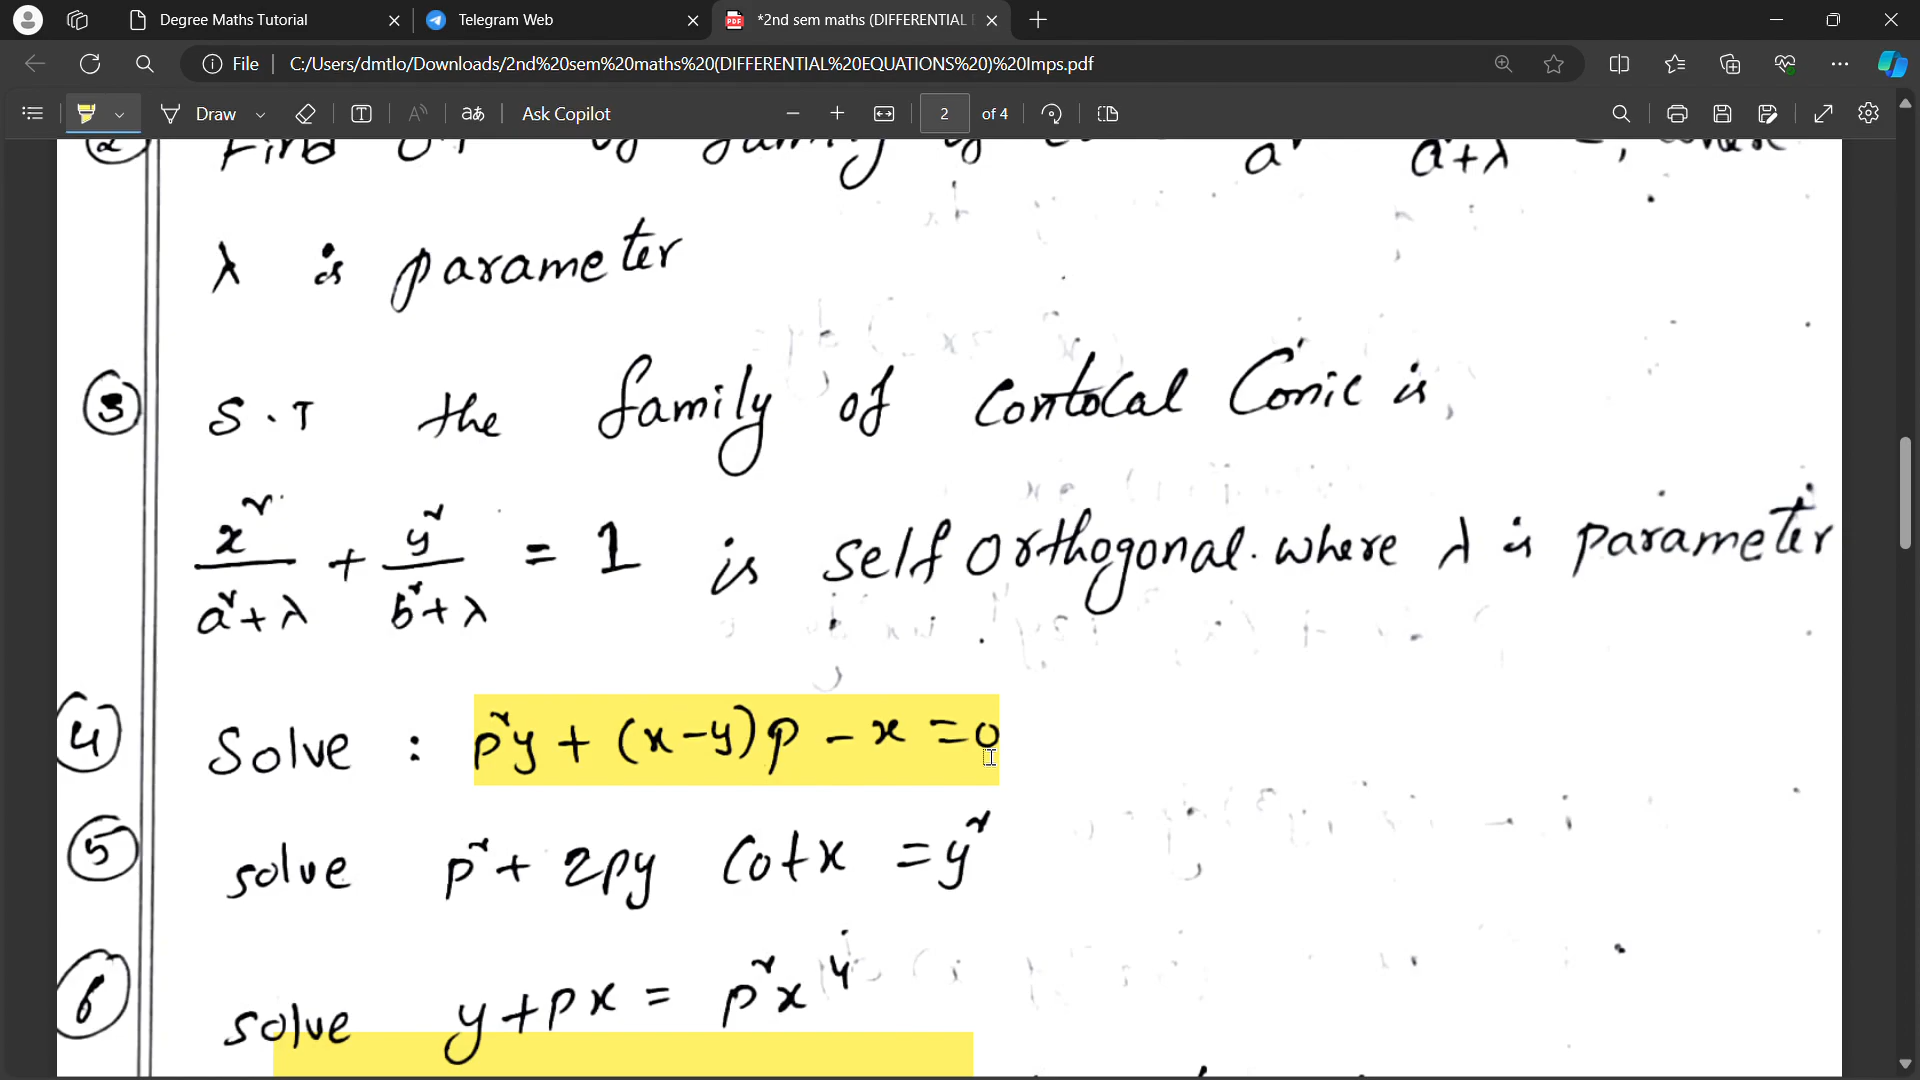 Degree Maths Tutorial
Telegram Web
*2nd sem maths (DIFFERENTIAL
File
C:/Users/dmtlo/Downloads/2nd%20sem%20maths%20(DIFFERENTIAL%20EQUATIONS%20)%20Imps.pdf
Draw
aあ
Ask Copilot
2 of 4
λ is parameter
③ S.T the family of Confocal Conic is,
x²/(a²+λ) + y²/(b²+λ) = 1 is self Orthogonal. where λ is parameter
④ Solve : p²y + (x-y)p - x = 0
⑤ solve p² + 2py Cotx = y²
⑥ solve y + px = p²x⁴